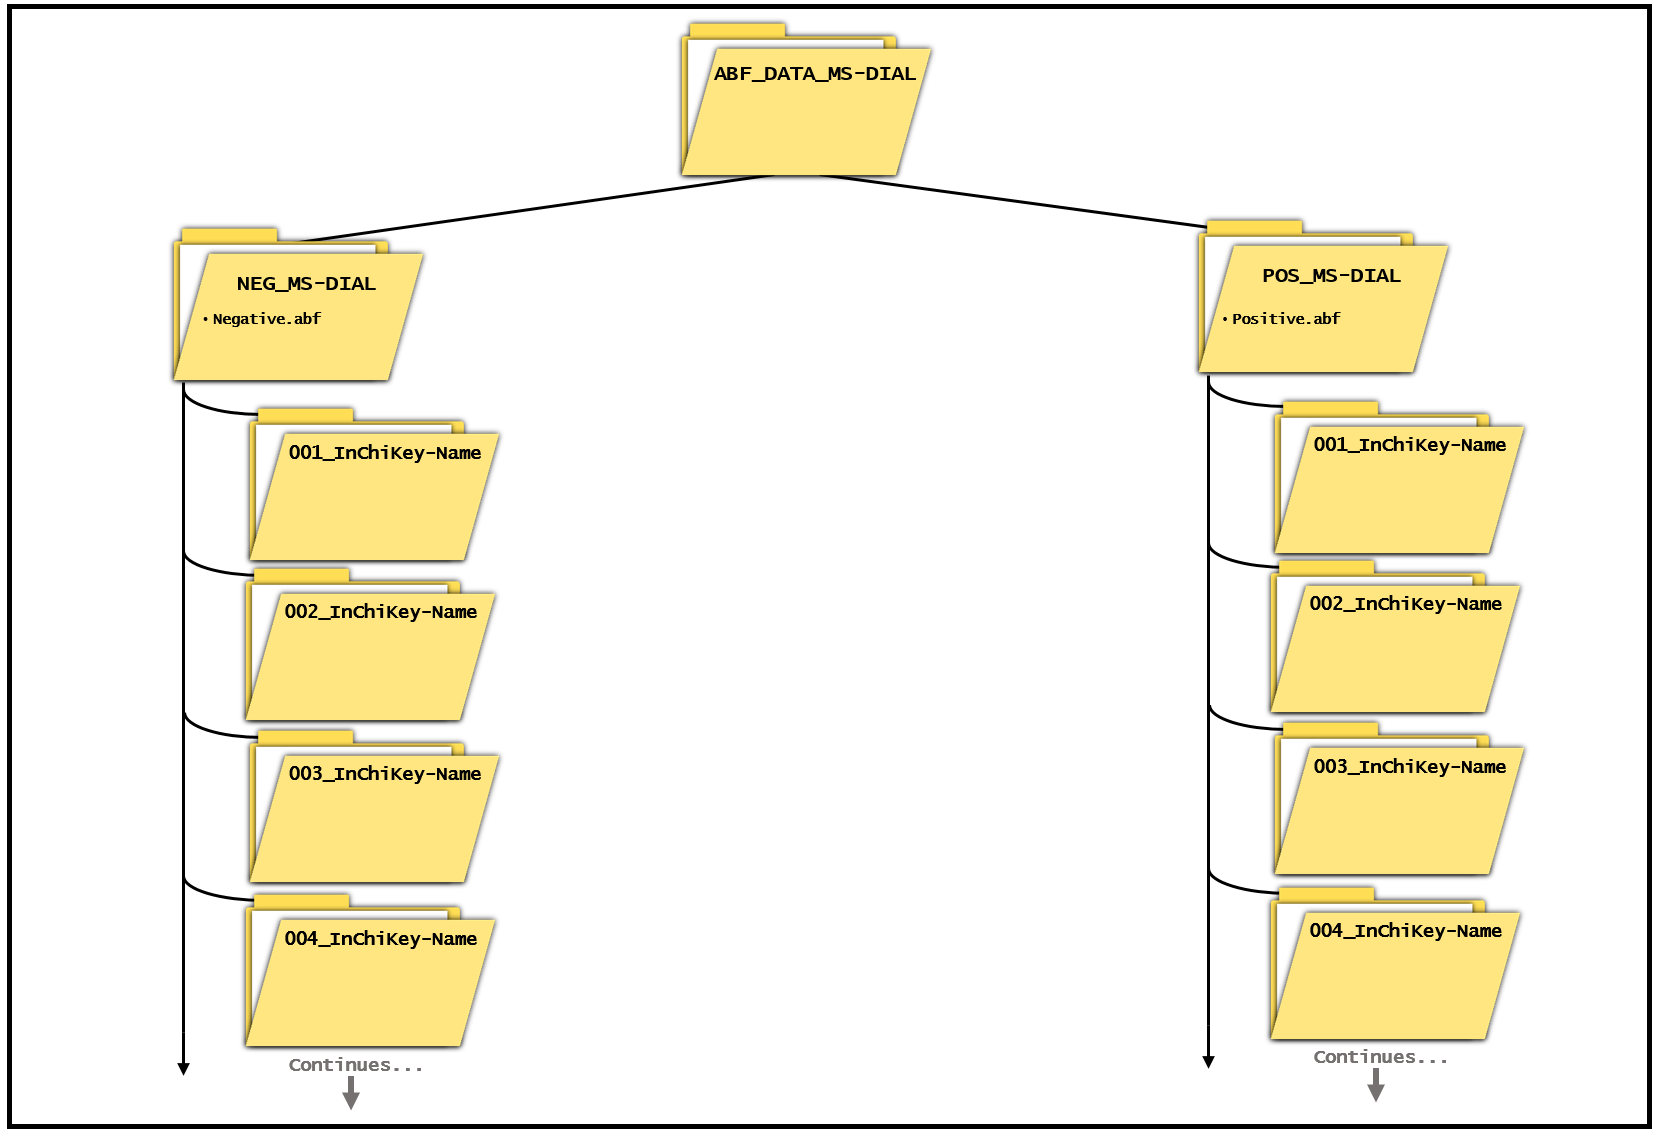 ABF_DATA_MS-DIAL
NEG_MS-DIAL
• Negative.abf
001_InChiKey-Name
002_InChiKey-Name
003_InChiKey-Name
004_InChiKey-Name
Continues...
POS_MS-DIAL
• Positive.abf
001_InChiKey-Name
002_InChiKey-Name
003_InChiKey-Name
004_InChiKey-Name
Continues...